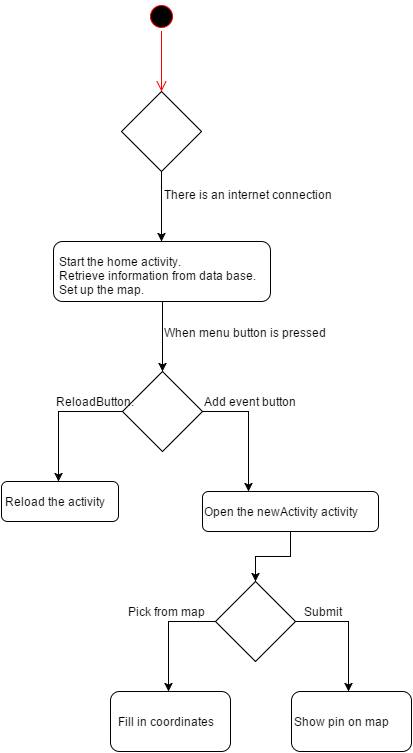 There is an internet connection
Start the home activity.
Retrieve information from data base.
Set up the map.
When menu button is pressed
ReloadButton.
Add event button
Reload the activity
Open the newActivity activity
Pick from map
Submit
Fill in coordinates
Show pin on map